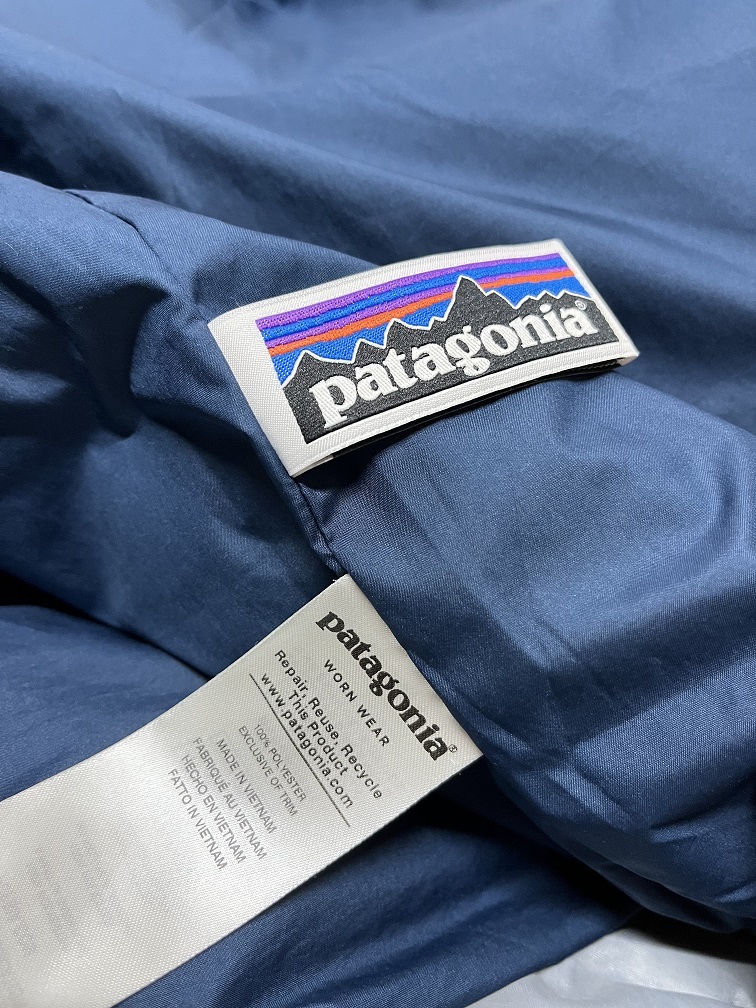 patagonia®
patagonia®
WORN WEAR
Repair, Reuse, Recycle
This Product
www.patagonia.com
100% POLYESTER
EXCLUSIVE OF TRIM
MADE IN VIETNAM
FABRIQUÉ AU VIETNAM
HECHO EN VIETNAM
FATTO IN VIETNAM